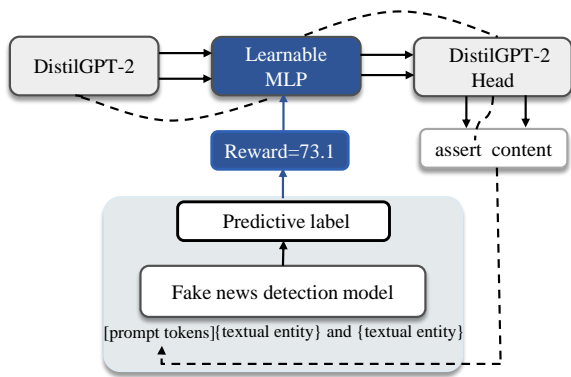 DistilGPT-2
Learnable
MLP
DistilGPT-2
Head
Reward=73.1
assert content
Predictive label
Fake news detection model
[prompt tokens]{textual entity} and {textual entity}